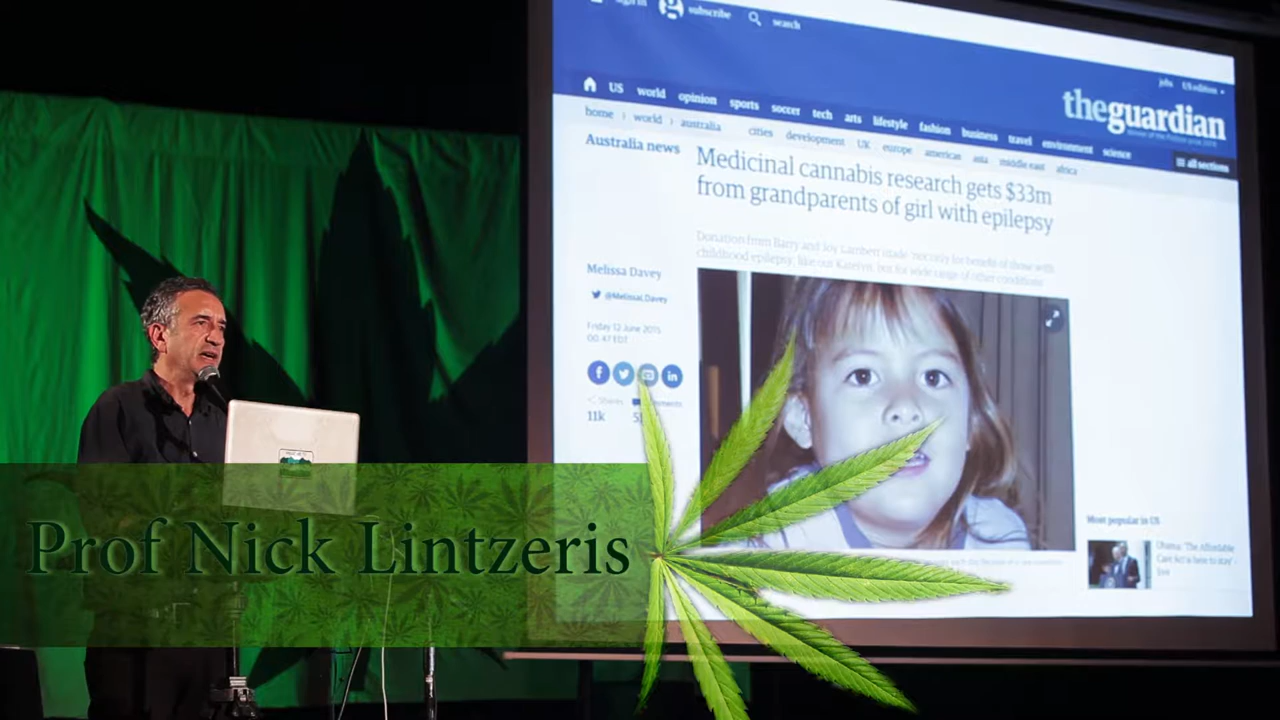 subscribe
search
jobs
US edition
US world opinion sports soccer tech arts lifestyle fashion business travel environment science
all sections
theguardian
home › world › australia
cities development UK europe americas asia middle east africa
Australia news
Medicinal cannabis research gets $33m
from grandparents of girl with epilepsy
Donation from Barry and Joy Lambert made 'not only for benefit of those with
childhood epilepsy, like our Katelyn, but for wide range of other conditions'
Melissa Davey
@MelissaLDavey
Friday 12 June 2015
00.47 EDT
Shares
11k
Most popular in US
Obama: 'The Affordable
Care Act is here to stay' -
live
Prof Nick Lintzeris